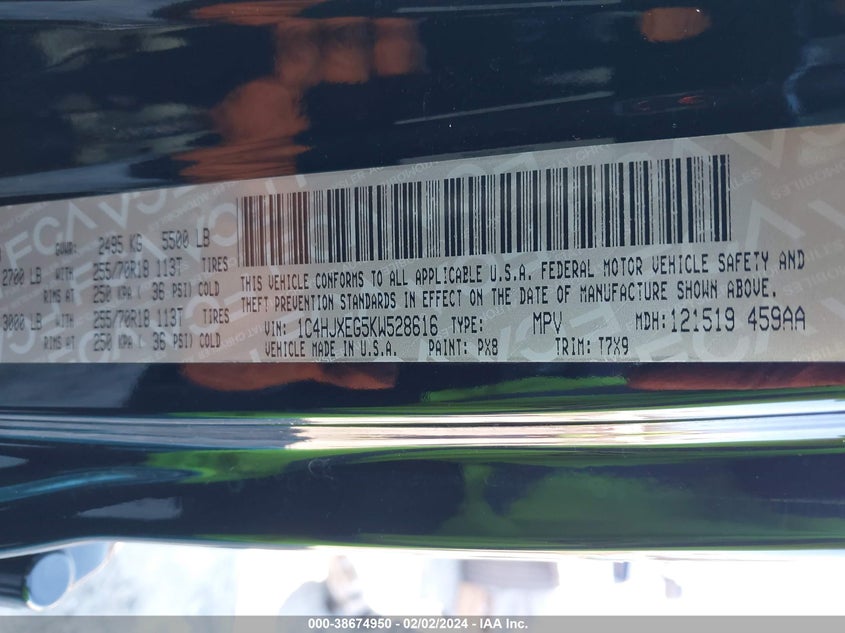 GVWR: 2495 KG 5500 LB
2700 LB WITH 255/70R18 113T TIRES
RIMS AT 250 KPA ( 36 PSI) COLD
3000 LB WITH 255/70R18 113T TIRES
RIMS AT 250 KPA ( 36 PSI) COLD
THIS VEHICLE CONFORMS TO ALL APPLICABLE U.S.A. FEDERAL MOTOR VEHICLE SAFETY AND
THEFT PREVENTION STANDARDS IN EFFECT ON THE DATE OF MANUFACTURE SHOWN ABOVE.
VIN: 1C4HJXEG5KW528616 TYPE: MPV MDH: 121519 459AA
VEHICLE MADE IN U.S.A. PAINT: PX8 TRIM: T7X9
000-38674950 - 02/02/2024 - IAA Inc.